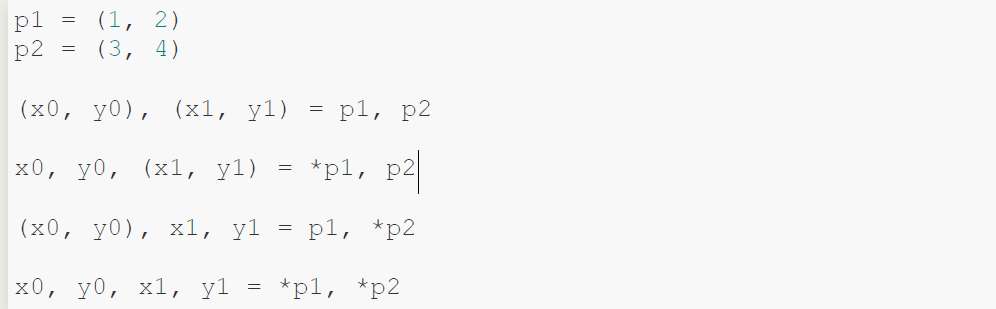 p1 = (1, 2)
p2 = (3, 4)
(x0, y0), (x1, y1) = p1, p2
x0, y0, (x1, y1) = *p1, p2
(x0, y0), x1, y1 = p1, *p2
x0, y0, x1, y1 = *p1, *p2